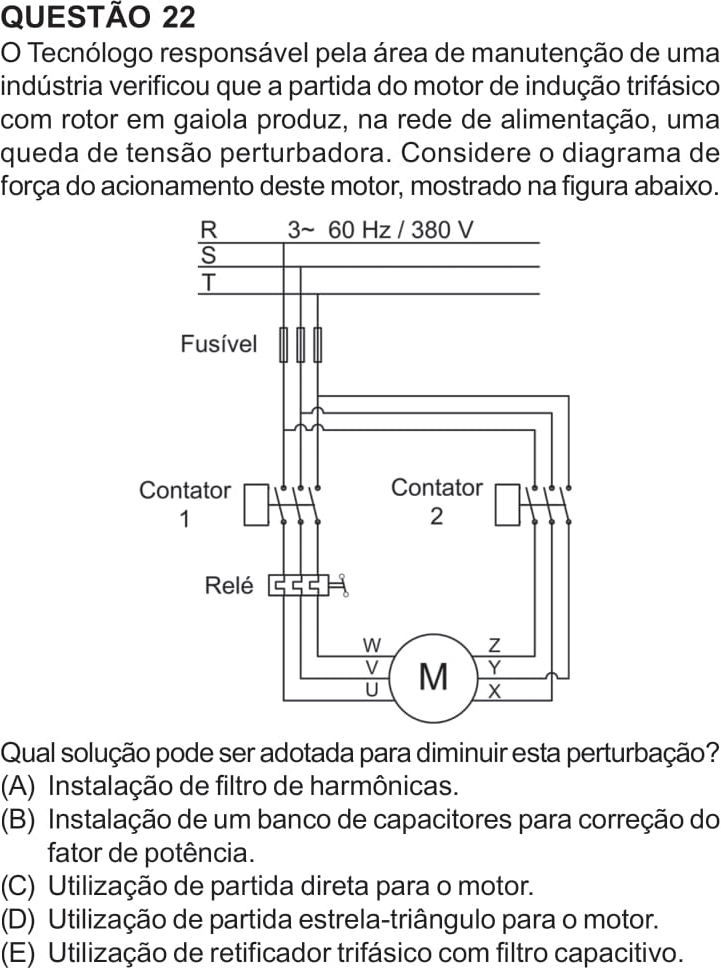 QUESTÃO 22
O Tecnólogo responsável pela área de manutenção de uma
indústria verificou que a partida do motor de indução trifásico
com rotor em gaiola produz, na rede de alimentação, uma
queda de tensão perturbadora. Considere o diagrama de
força do acionamento deste motor, mostrado na figura abaixo.
R 3~ 60 Hz / 380 V
S
T
Fusível
Contator
1
Contator
2
Relé
W
V
U
M
Z
Y
X
Qual solução pode ser adotada para diminuir esta perturbação?
(A) Instalação de filtro de harmônicas.
(B) Instalação de um banco de capacitores para correção do
fator de potência.
(C) Utilização de partida direta para o motor.
(D) Utilização de partida estrela-triângulo para o motor.
(E) Utilização de retificador trifásico com filtro capacitivo.